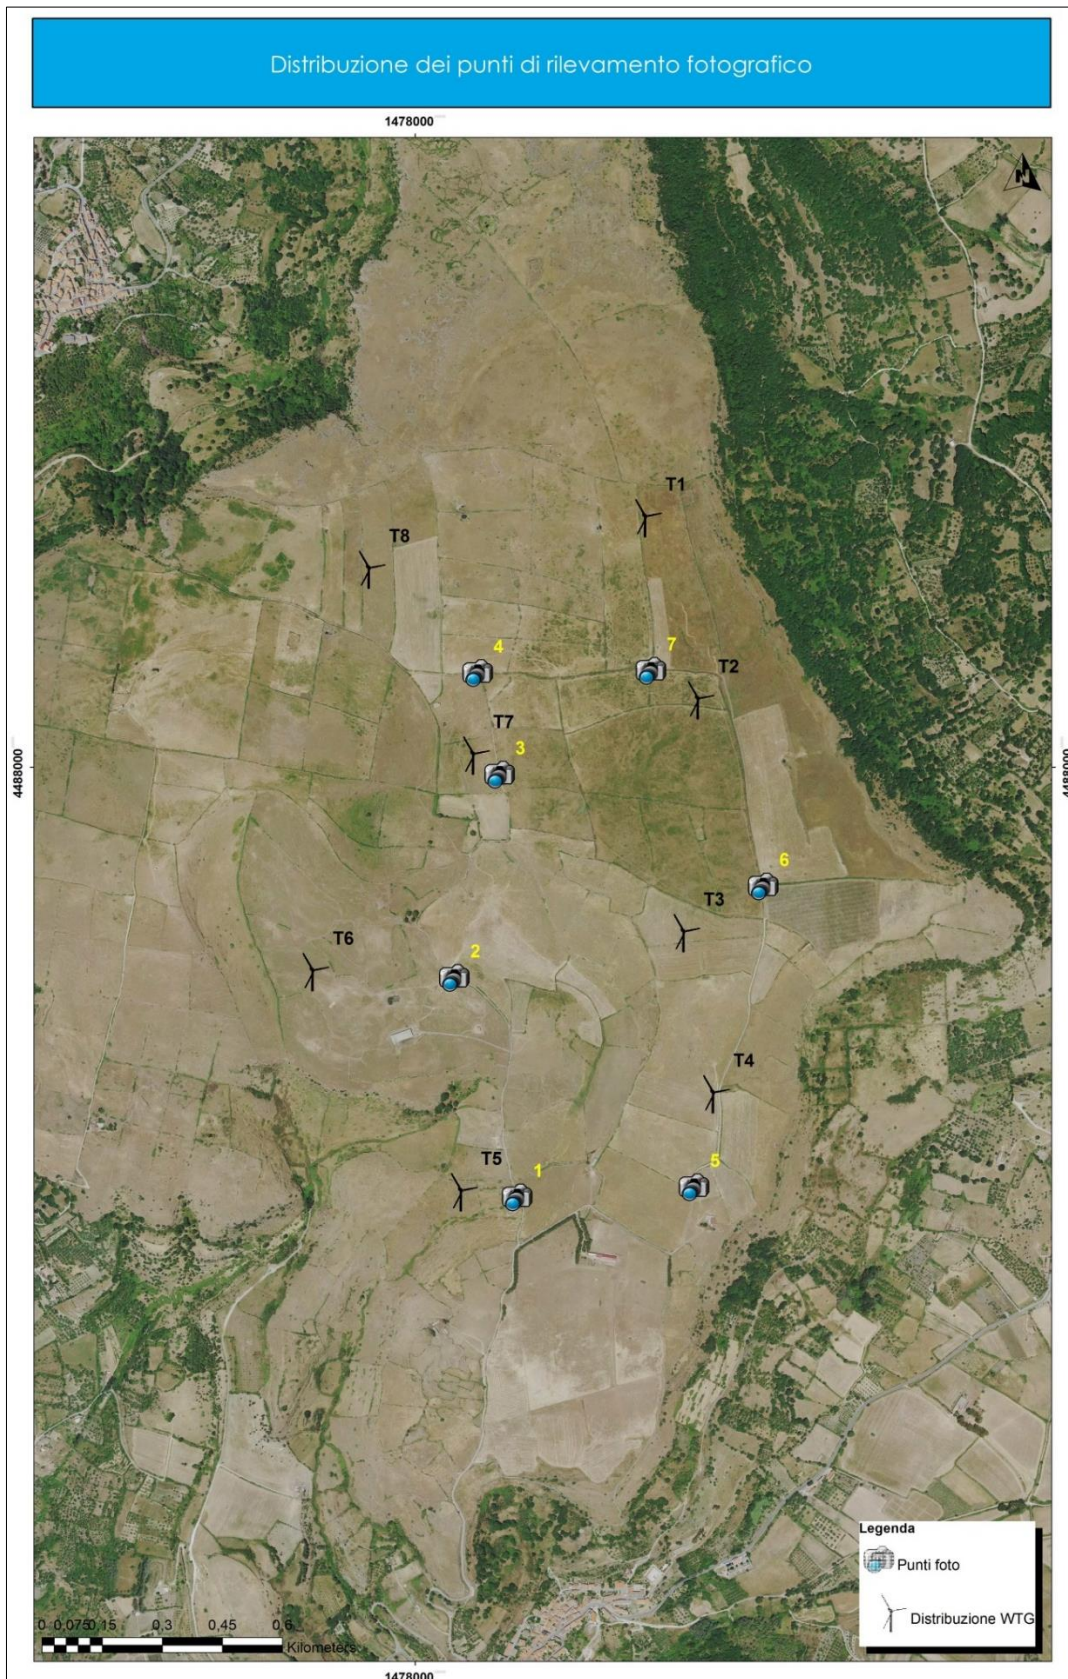 Distribuzione dei punti di rilevamento fotografico
1478000
N
T1
T8
4
7
T2
T7
3
4488000
4488000
6
T3
T6
2
T4
T5
1
5
Legenda
Punti foto
Distribuzione WTG
0 0,075 0,15 0,3 0,45 0,6
Kilometers
1478000